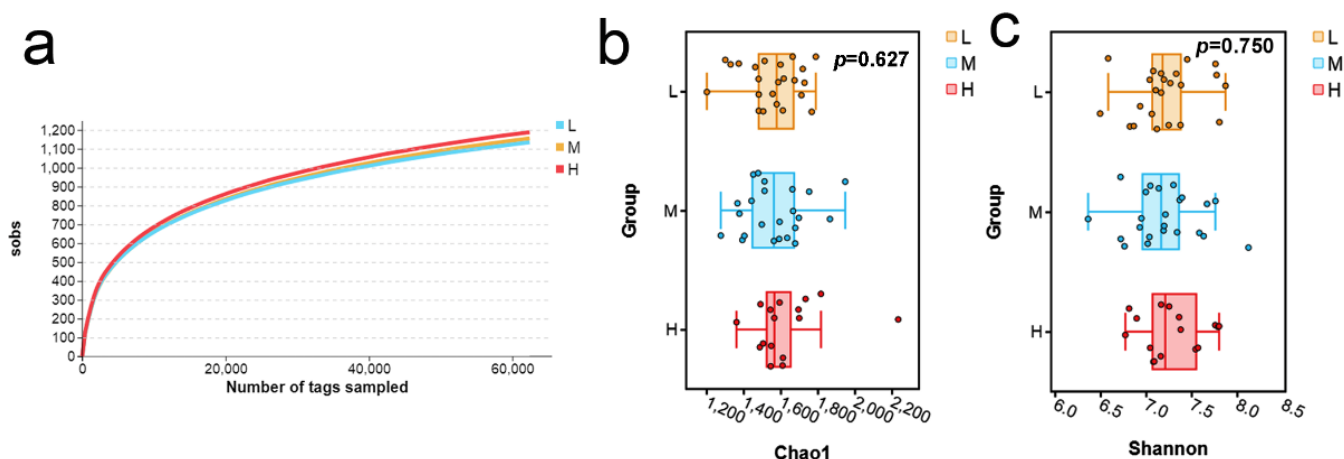 a
sobs
1,200
1,100
1,000
900
800
700
600
500
400
300
200
100
0
0 20,000 40,000 60,000
Number of tags sampled
L
M
H
b
p=0.627
L
M
H
Group
L
M
H
1,200 1,400 1,600 1,800 2,000 2,200
Chao1
c
p=0.750
L
M
H
Group
L
M
H
6.0 6.5 7.0 7.5 8.0 8.5
Shannon